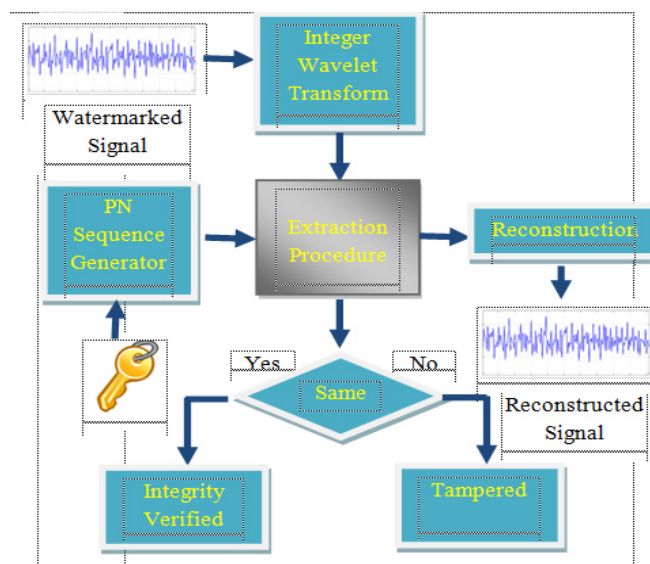 Integer
Wavelet
Transform
Watermarked
Signal
PN
Sequence
Generator
Extraction
Procedure
Reconstruction
Yes
No
Same
Reconstructed
Signal
Integrity
Verified
Tampered